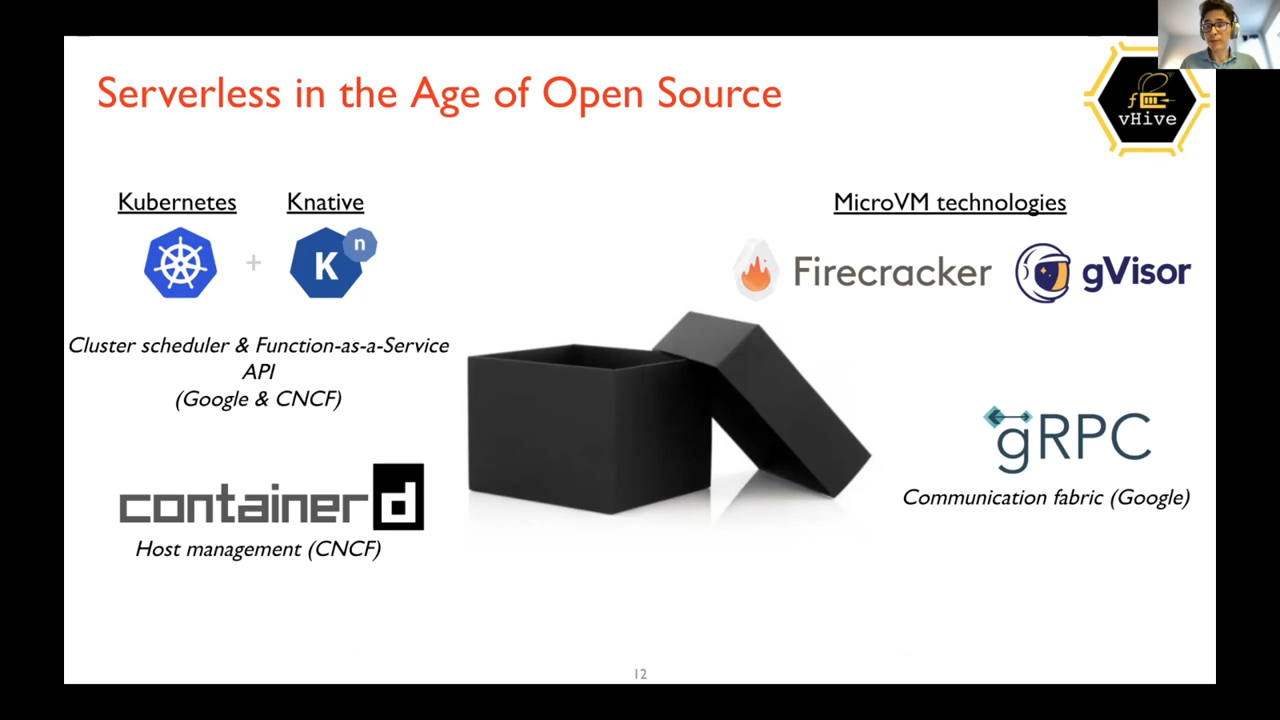 Serverless in the Age of Open Source
vHive
Kubernetes
Knative
+
K
n
Cluster scheduler & Function-as-a-Service
API
(Google & CNCF)
containerd
Host management (CNCF)
MicroVM technologies
Firecracker
gVisor
gRPC
Communication fabric (Google)
12